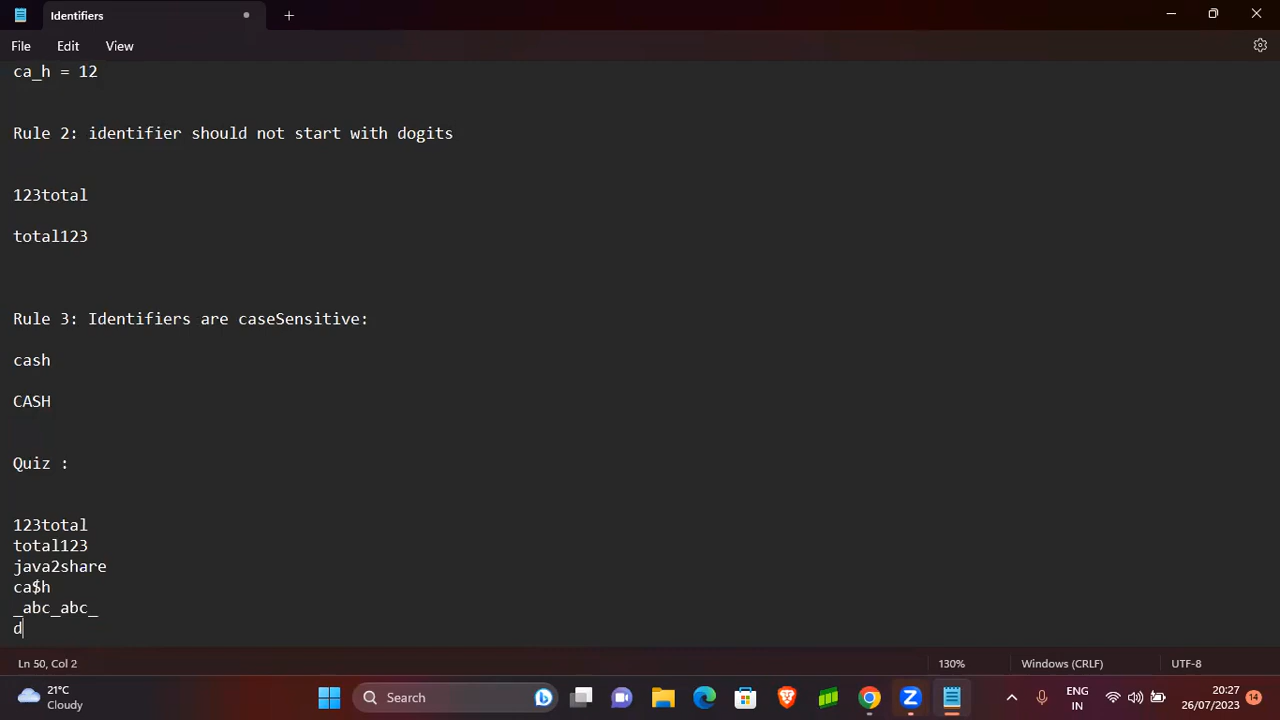 Identifiers
File Edit View
ca_h = 12
Rule 2: identifier should not start with dogits
123total
total123
Rule 3: Identifiers are caseSensitive:
cash
CASH
Quiz :
123total
total123
java2share
ca$h
_abc_abc_
d
Ln 50, Col 2 130% Windows (CRLF) UTF-8
21°C
Cloudy
Search
ENG
IN
20:27
26/07/2023
14